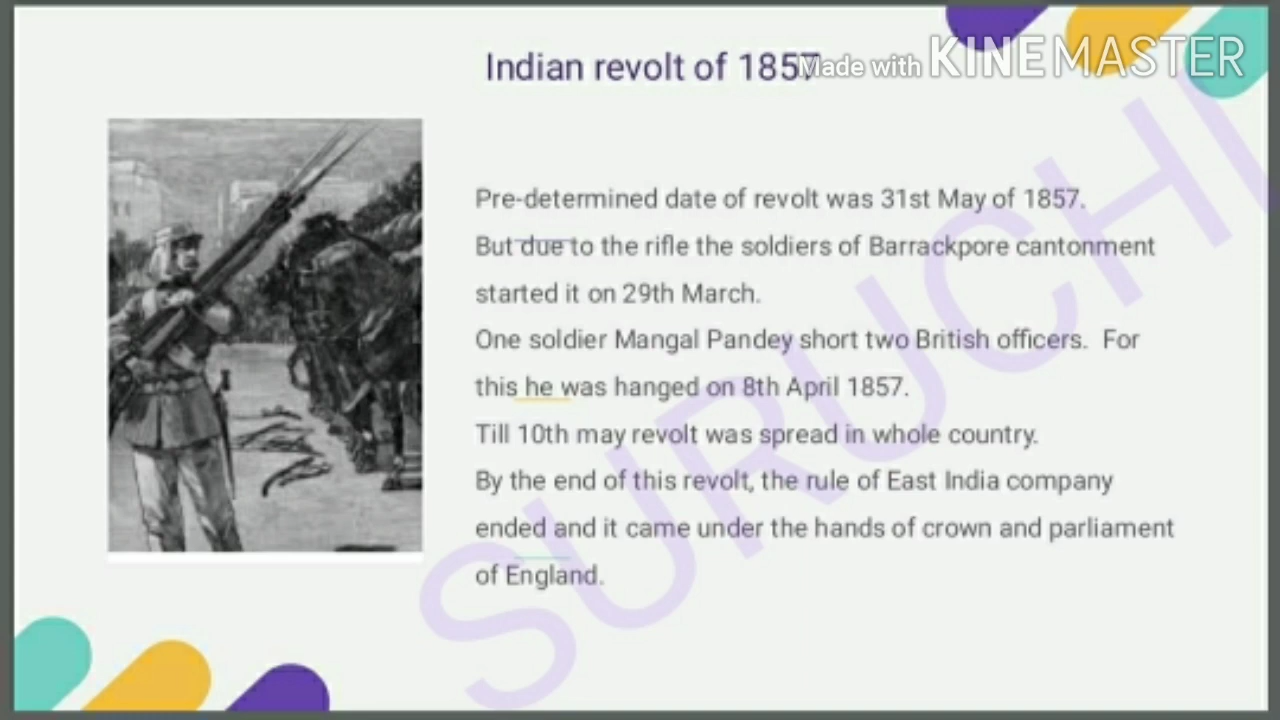 Indian revolt of 1857
Made with KINEMASTER
Pre-determined date of revolt was 31st May of 1857.
But due to the rifle the soldiers of Barrackpore cantonment
started it on 29th March.
One soldier Mangal Pandey short two British officers. For
this he was hanged on 8th April 1857.
Till 10th may revolt was spread in whole country.
By the end of this revolt, the rule of East India company
ended and it came under the hands of crown and parliament
of England.
SURUCHI